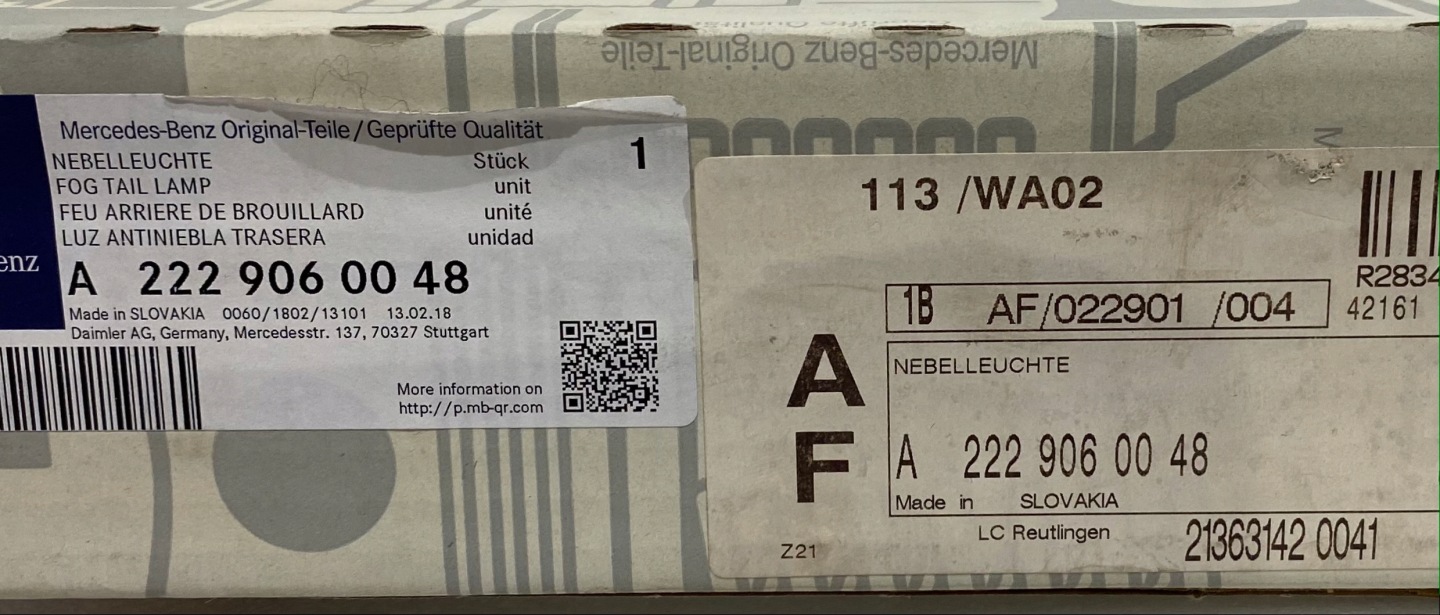 Geprüfte Qualität
Mercedes-Benz Original-Teile
enz
Mercedes-Benz Original-Teile/Geprüfte Qualität
NEBELLEUCHTE Stück 1
FOG TAIL LAMP unit
FEU ARRIERE DE BROUILLARD unité
LUZ ANTINIEBLA TRASERA unidad
A 222 906 00 48
Made in SLOVAKIA 0060/1802/13101 13.02.18
Daimler AG, Germany, Mercedesstr. 137, 70327 Stuttgart
More information on
http://p.mb-qr.com
M
113 /WA02
R2834
42161
1B AF/022901 /004
A
F
NEBELLEUCHTE
A 222 906 00 48
Made in SLOVAKIA
LC Reutlingen
Z21
21363142 0041